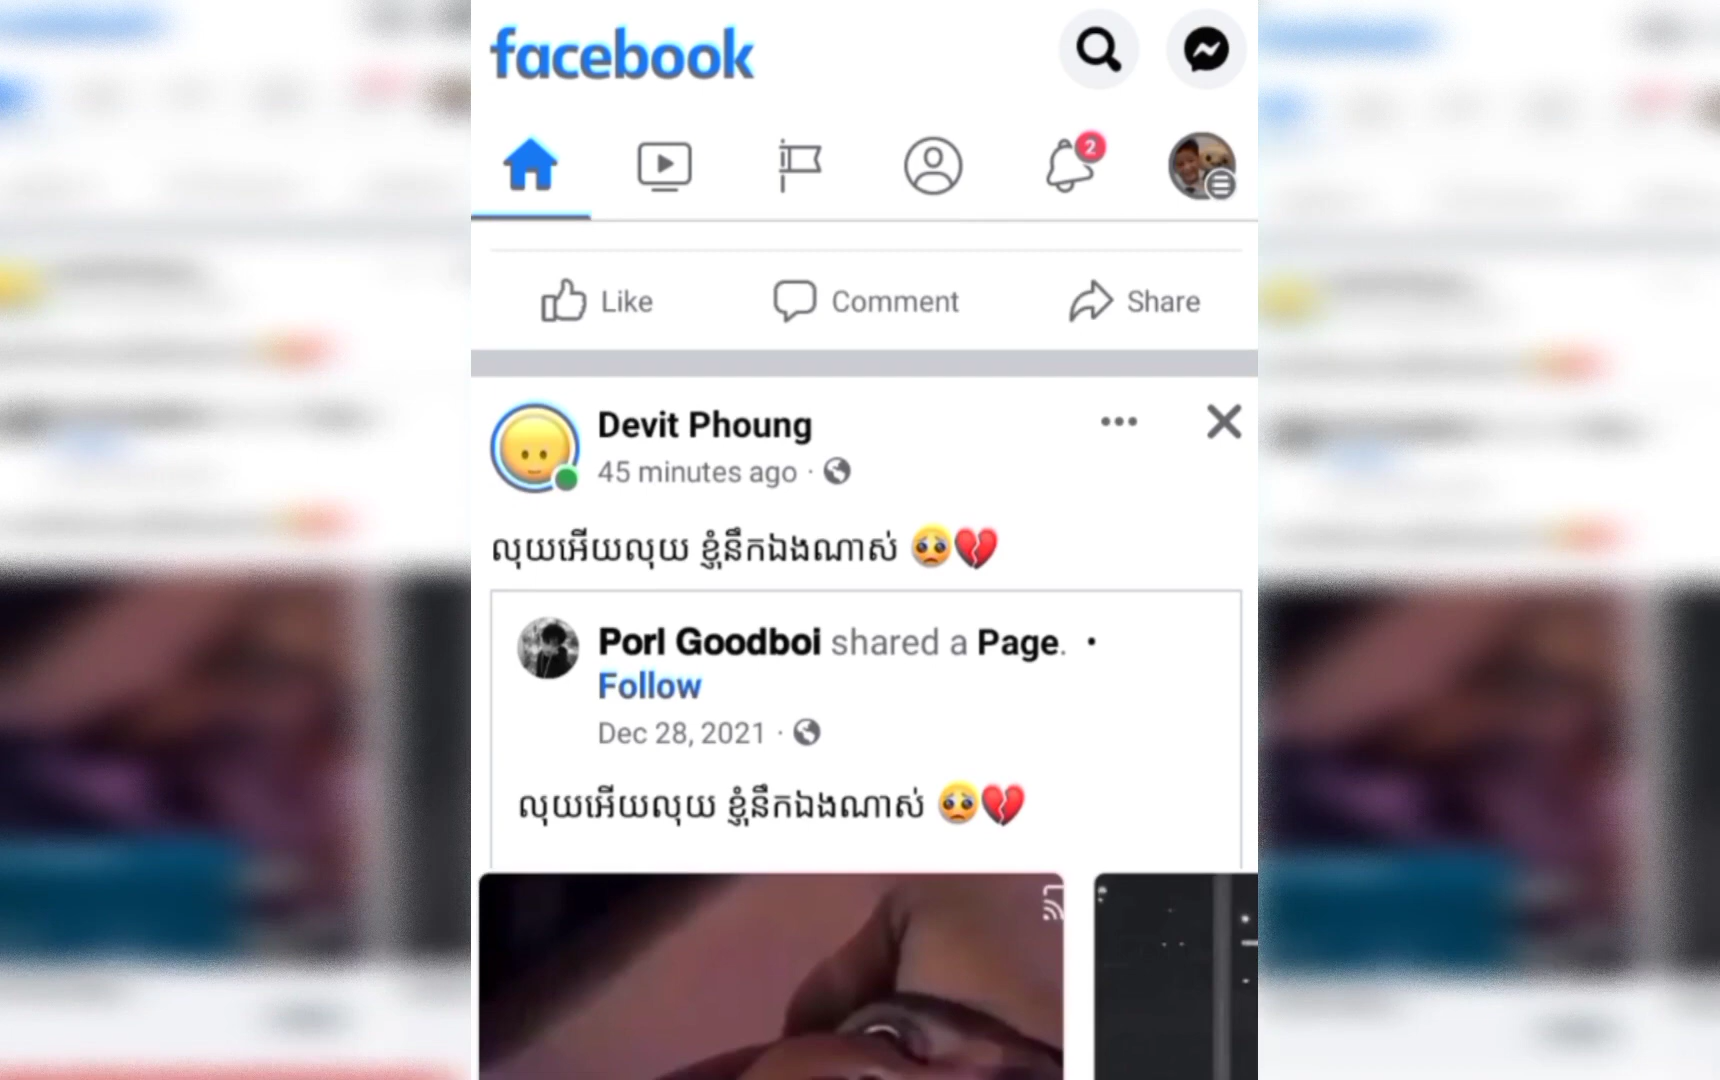 facebook
2
Like Comment Share
Devit Phoung
45 minutes ago ·
លុយអើយលុយ ខ្ញុំនឹកឯងណាស់ 🥺💔
Porl Goodboi shared a Page. •
Follow
Dec 28, 2021 ·
លុយអើយលុយ ខ្ញុំនឹកឯងណាស់ 🥺💔